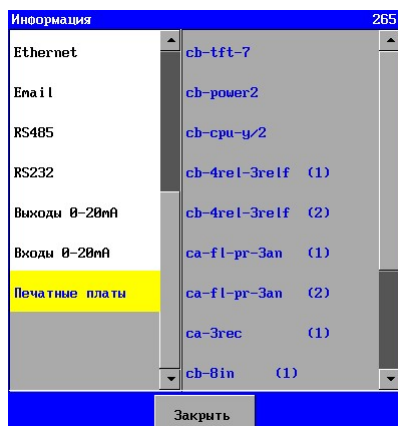 Информация 265
Ethernet
Email
RS485
RS232
Выходы 0-20mA
Входы 0-20mA
Печатные платы
cb-tft-7
cb-power2
cb-cpu-y/2
cb-4rel-3relf (1)
cb-4rel-3relf (2)
ca-fl-pr-3an (1)
ca-fl-pr-3an (2)
ca-3rec (1)
cb-8in (1)
Закрыть